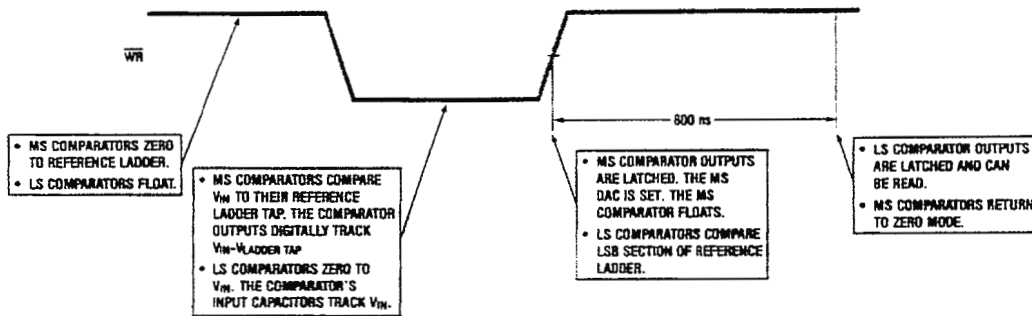 WR
800 ns
• MS COMPARATORS ZERO
TO REFERENCE LADDER.
• LS COMPARATORS FLOAT.
• MS COMPARATORS COMPARE
VIN TO THEIR REFERENCE
LADDER TAP. THE COMPARATOR
OUTPUTS DIGITALLY TRACK
VIN-VLADDER TAP
• LS COMPARATORS ZERO TO
VIN. THE COMPARATOR'S
INPUT CAPACITORS TRACK VIN.
• MS COMPARATOR OUTPUTS
ARE LATCHED. THE MS
DAC IS SET. THE MS
COMPARATOR FLOATS.
• LS COMPARATORS COMPARE
LSB SECTION OF REFERENCE
LADDER.
• LS COMPARATOR OUTPUTS
ARE LATCHED AND CAN
BE READ.
• MS COMPARATORS RETURN
TO ZERO MODE.